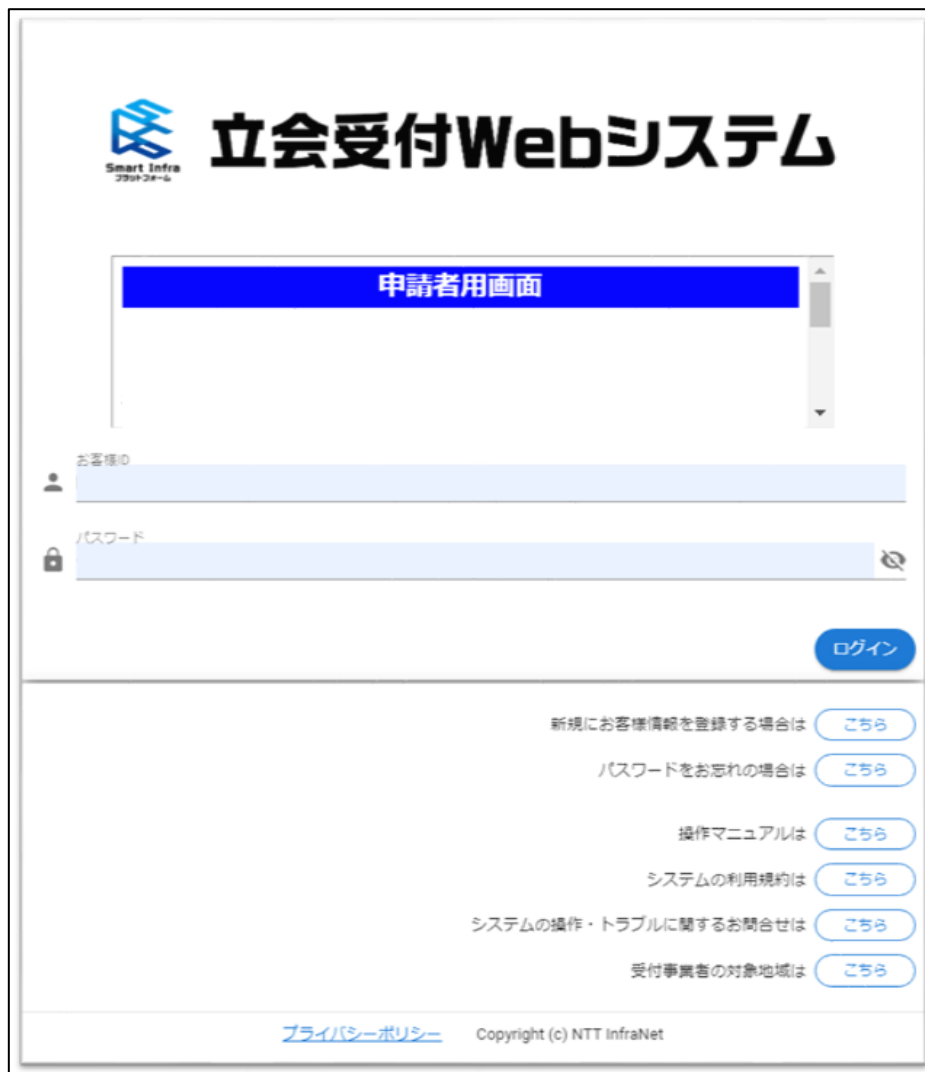 立会受付Webシステム
Smart Infra
プラットフォーム
申請者用画面
お客様ID
パスワード
ログイン
新規にお客様情報を登録する場合は こちら
パスワードをお忘れの場合は こちら
操作マニュアルは こちら
システムの利用規約は こちら
システムの操作・トラブルに関するお問合せは こちら
受付事業者の対象地域は こちら
プライバシーポリシー Copyright (c) NTT InfraNet